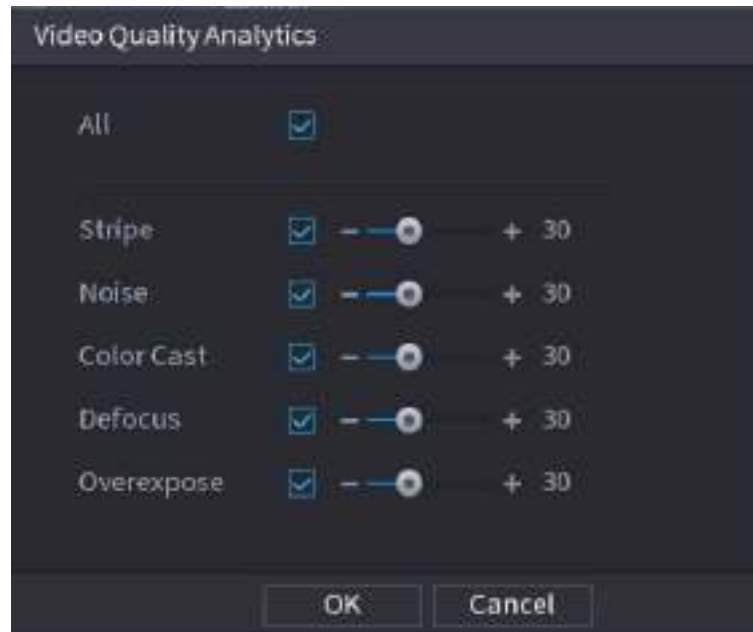 Video Quality Analytics
All
Stripe - + 30
Noise - + 30
Color Cast - + 30
Defocus - + 30
Overexpose - + 30
OK Cancel